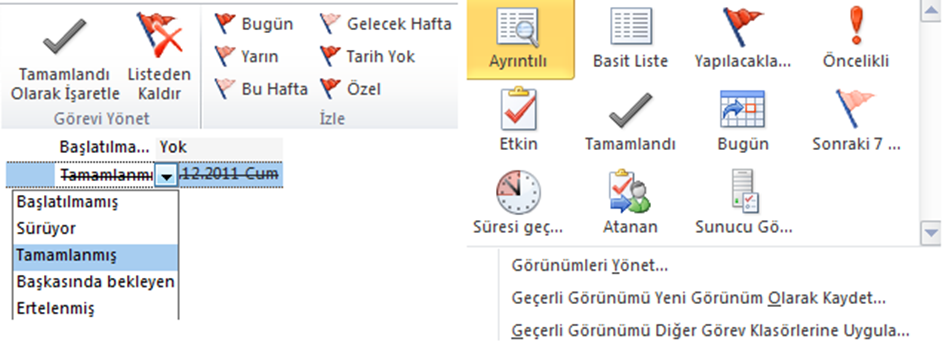 Tamamlandı
Olarak İşaretle
Listeden
Kaldır
Görevi Yönet
Bugün
Yarın
Bu Hafta
Gelecek Hafta
Tarih Yok
Özel
İzle
Başlatılma... Yok
Tamamlanmı 12.2011 Cum
Başlatılmamış
Sürüyor
Tamamlanmış
Başkasında bekleyen
Ertelenmiş
Ayrıntılı
Basit Liste
Yapılacakla...
Öncelikli
Etkin
Tamamlandı
Bugün
Sonraki 7 ...
Süresi geç...
Atanan
Sunucu Gö...
Görünümleri Yönet...
Geçerli Görünümü Yeni Görünüm Olarak Kaydet...
Geçerli Görünümü Diğer Görev Klasörlerine Uygula...